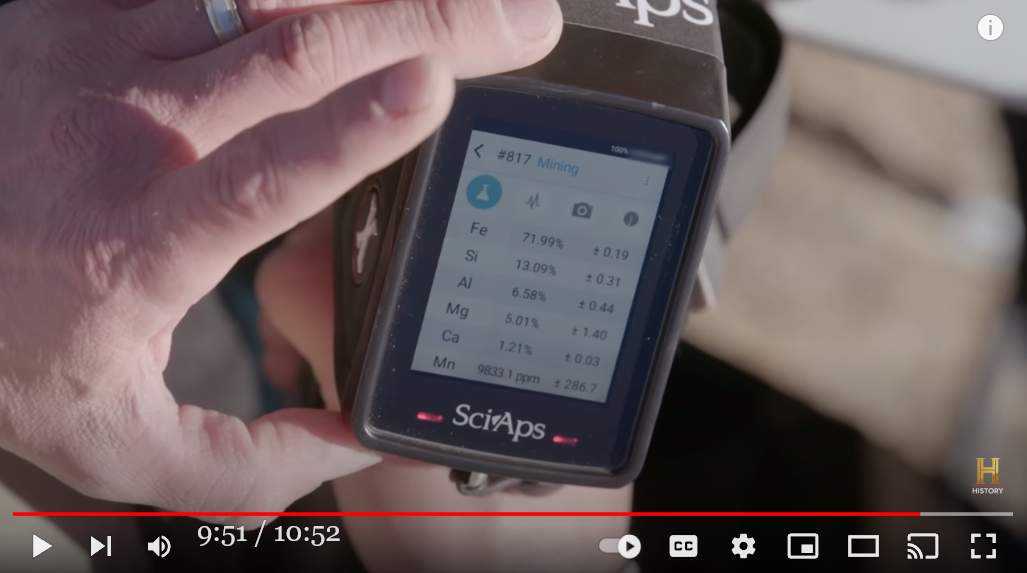 #817 Mining
100%
Fe 71.99% ± 0.19
Si 13.09% ± 0.31
Al 6.58% ± 0.44
Mg 5.01% ± 1.40
Ca 1.21% ± 0.03
Mn 9833.1 ppm ± 286.7
SciAps
HISTORY
9:51 / 10:52
CC